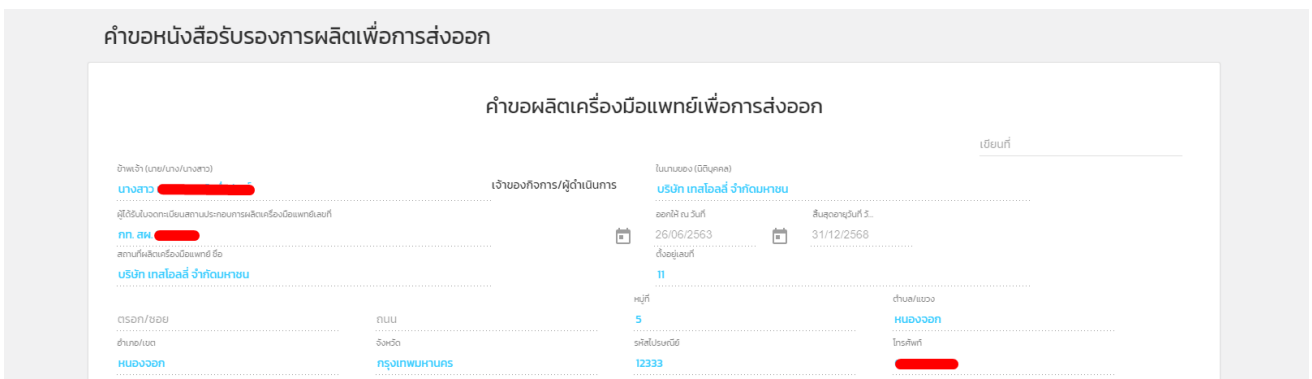 คำขอหนังสือรับรองการผลิตเพื่อการส่งออก
คำขอผลิตเครื่องมือแพทย์เพื่อการส่งออก
เขียนที่
ข้าพเจ้า (นาย/นาง/นางสาว)
ในนามของ (นิติบุคคล)
นางสาว
เจ้าของกิจการ/ผู้ดำเนินการ
บริษัท เทสโอลลี่ จำกัดมหาชน
ผู้ได้รับใบจดทะเบียนสถานประกอบการผลิตเครื่องมือแพทย์เลขที่
ออกให้ ณ วันที่
สิ้นสุดอายุวันที่ วั...
กท. สผ.
26/06/2563
31/12/2568
สถานที่ผลิตเครื่องมือแพทย์ ชื่อ
ตั้งอยู่เลขที่
บริษัท เทสโอลลี่ จำกัดมหาชน
11
หมู่ที่
ตำบล/แขวง
ตรอก/ซอย
ถนน
5
หนองจอก
อำเภอ/เขต
จังหวัด
รหัสไปรษณีย์
โทรศัพท์
หนองจอก
กรุงเทพมหานคร
12333